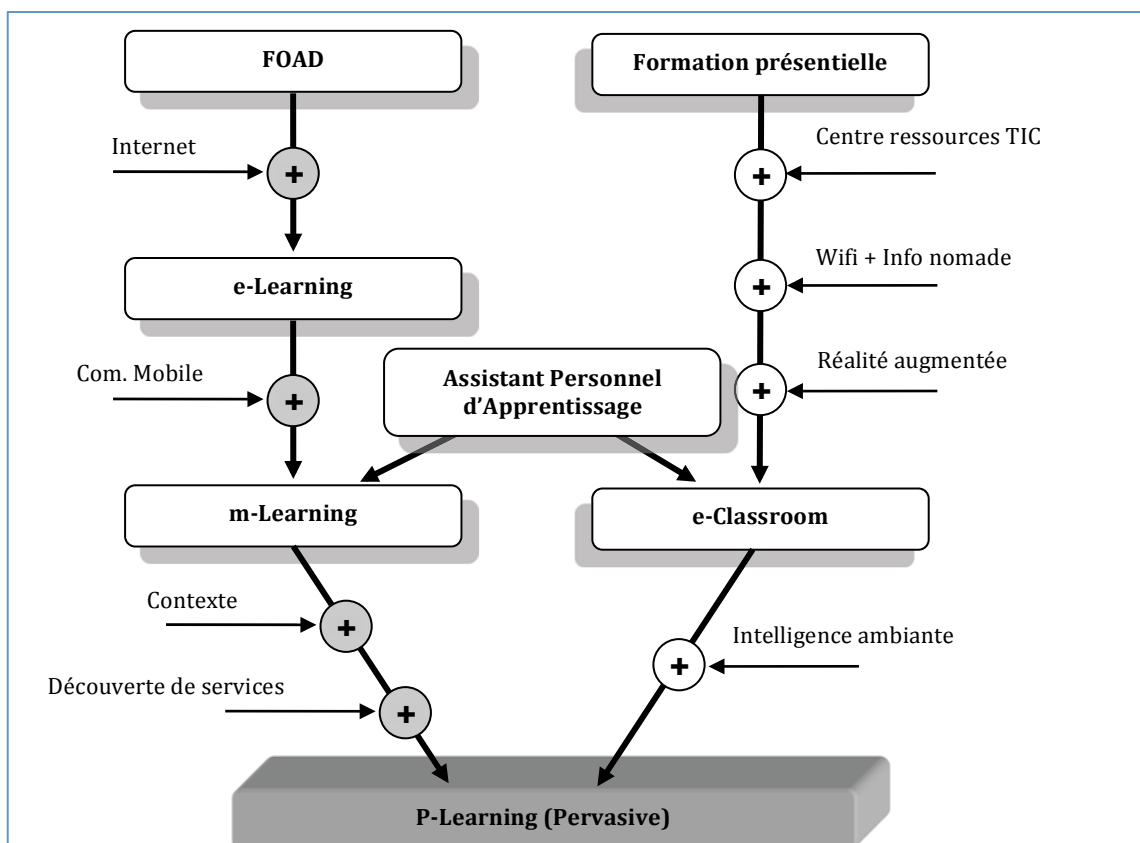 FOAD
Formation présentielle
Internet
+
Centre ressources TIC
+
e-Learning
Wifi + Info nomade
+
Com. Mobile
+
Assistant Personnel
d’Apprentissage
Réalité augmentée
+
m-Learning
e-Classroom
Contexte
+
Intelligence ambiante
+
Découverte de services
+
P-Learning (Pervasive)